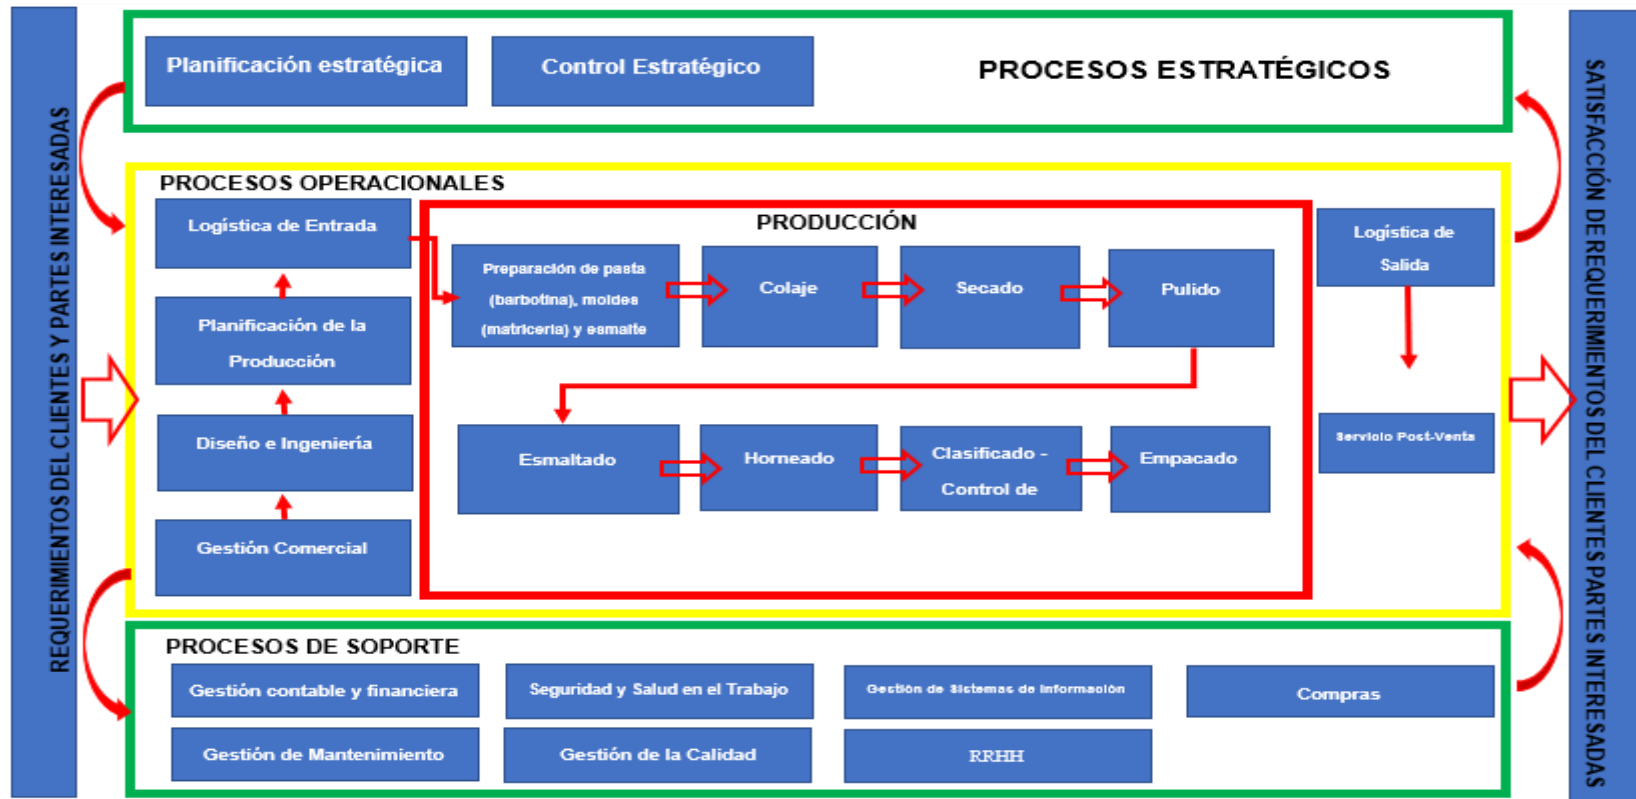 REQUERIMIENTOS DEL CLIENTES Y PARTES INTERESADAS
Planificación estratégica
Control Estratégico
PROCESOS ESTRATÉGICOS
PROCESOS OPERACIONALES
Logística de Entrada
Planificación de la
Producción
Diseño e Ingeniería
Gestión Comercial
PRODUCCIÓN
Preparación de pasta
(barbotina), moldes
(matriceria) y esmalte
Colaje
Secado
Pulido
Esmaltado
Horneado
Clasificado -
Control de
Empacado
Logística de
Salida
Servicio Post-Venta
PROCESOS DE SOPORTE
Gestión contable y financiera
Seguridad y Salud en el Trabajo
Gestión de Sistemas de Información
Compras
Gestión de Mantenimiento
Gestión de la Calidad
RRHH
SATISFACCIÓN DE REQUERIMIENTOS DEL CLIENTES PARTES INTERESADAS